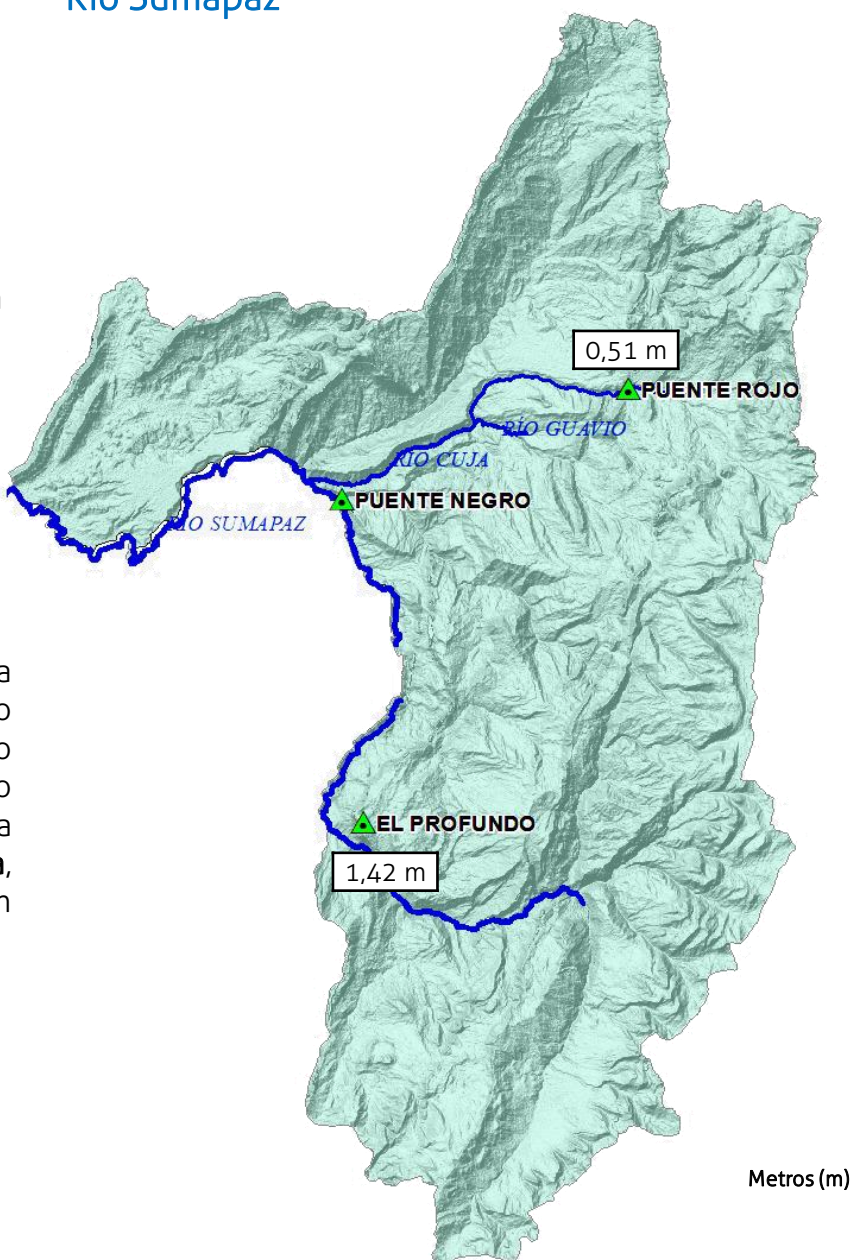 Río Sumapaz
0,51 m
PUENTE ROJO
RÍO GUAVIO
RÍO CUJA
PUENTE NEGRO
RÍO SUMAPAZ
a
o
o
o
a
EL PROFUNDO
,
1,42 m
n
Metros (m)